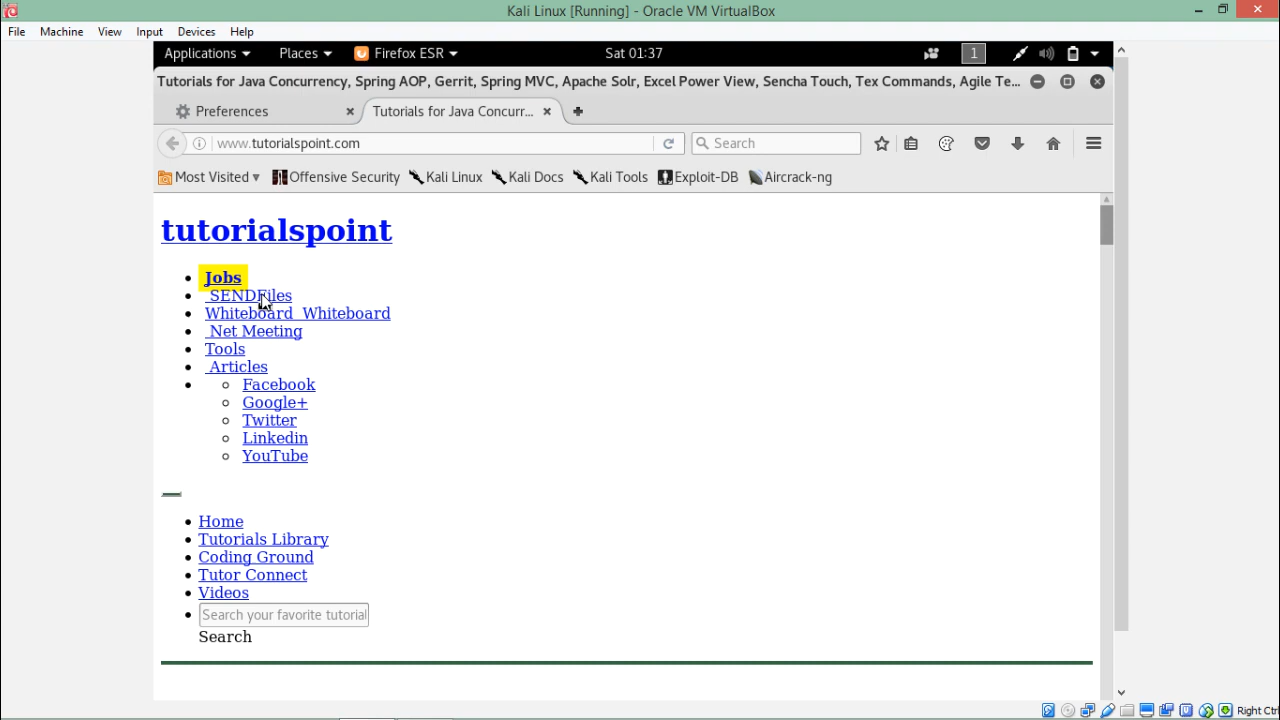 Kali Linux [Running] - Oracle VM VirtualBox
File Machine View Input Devices Help
Applications Places Firefox ESR Sat 01:37 1
Tutorials for Java Concurrency, Spring AOP, Gerrit, Spring MVC, Apache Solr, Excel Power View, Sencha Touch, Tex Commands, Agile Te...
Preferences Tutorials for Java Concurr...
www.tutorialspoint.com Search
Most Visited Offensive Security Kali Linux Kali Docs Kali Tools Exploit-DB Aircrack-ng
tutorialspoint
Jobs
SENDFiles
Whiteboard Whiteboard
Net Meeting
Tools
Articles
Facebook
Google+
Twitter
Linkedin
YouTube
Home
Tutorials Library
Coding Ground
Tutor Connect
Videos
Search your favorite tutorial
Search
Right Ctrl